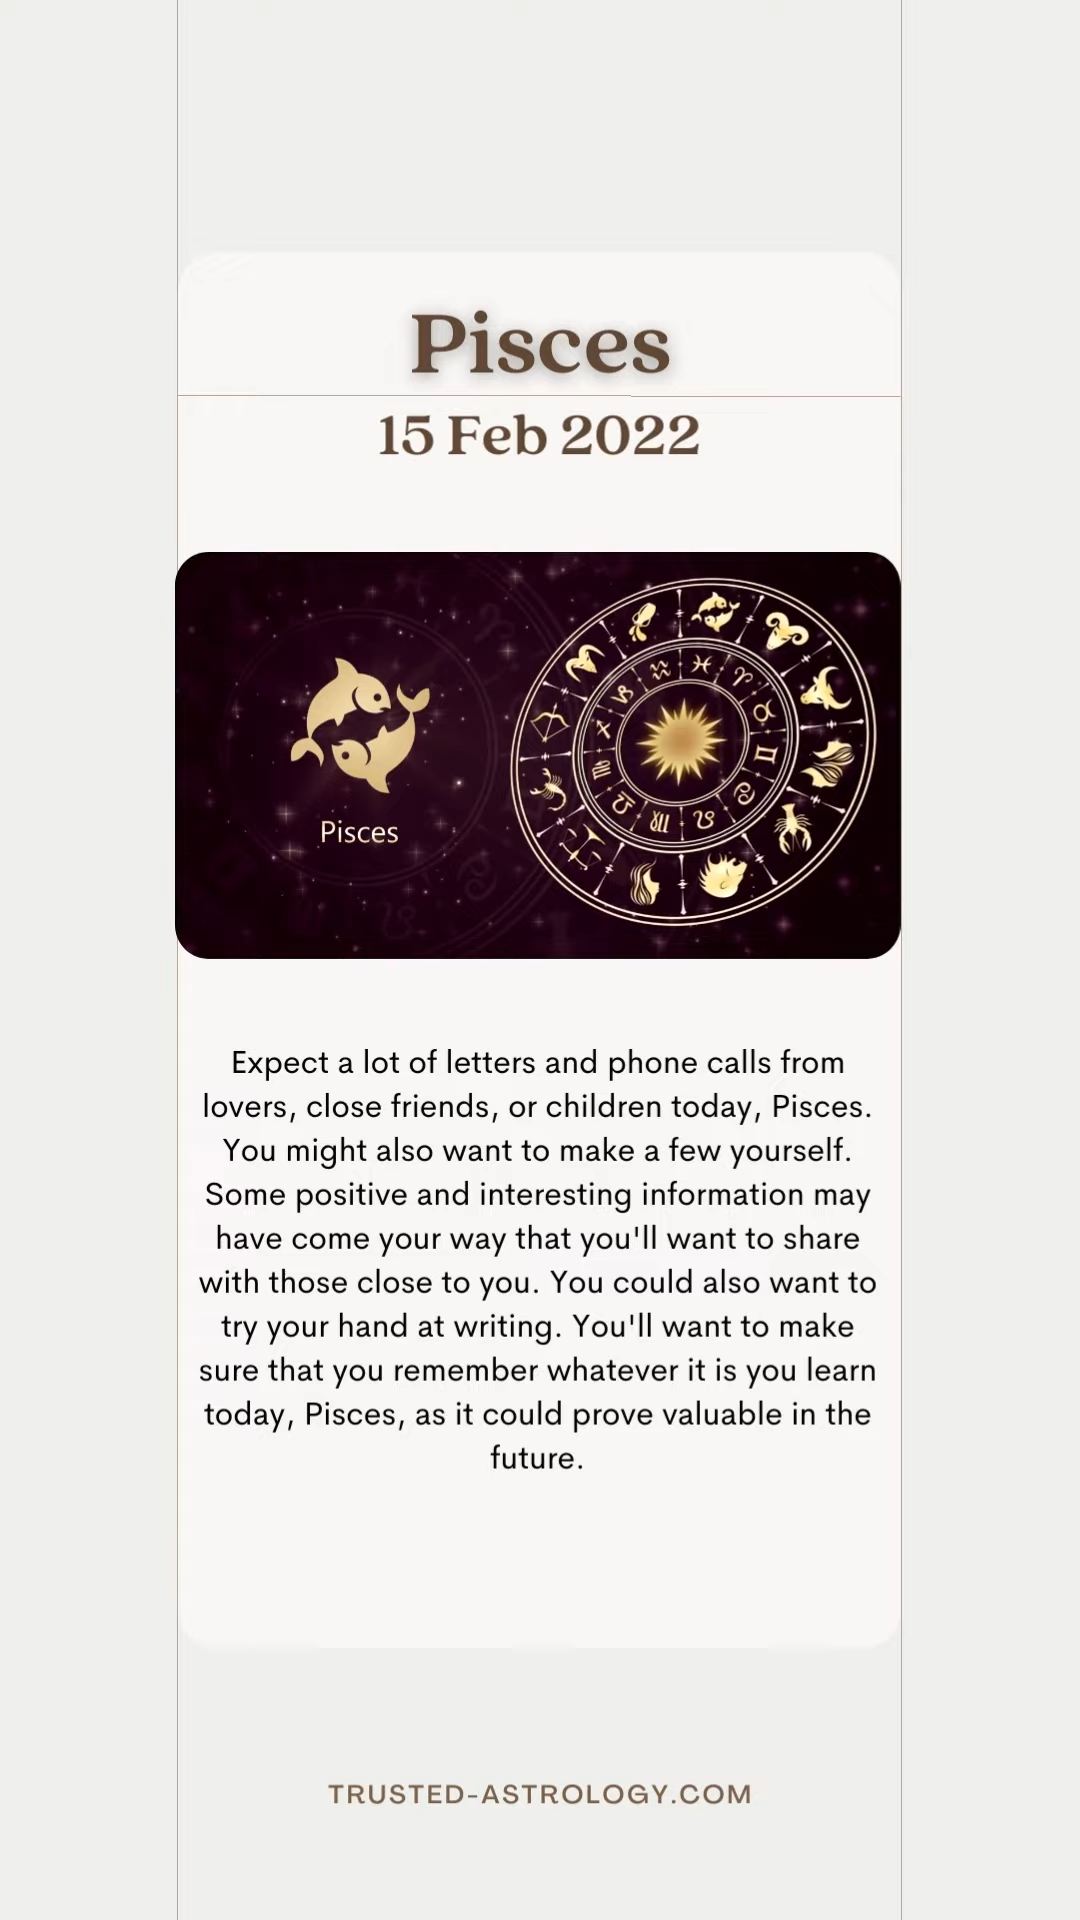 Pisces
15 Feb 2022
Pisces
Expect a lot of letters and phone calls from
lovers, close friends, or children today, Pisces.
You might also want to make a few yourself.
Some positive and interesting information may
have come your way that you'll want to share
with those close to you. You could also want to
try your hand at writing. You'll want to make
sure that you remember whatever it is you learn
today, Pisces, as it could prove valuable in the
future.
TRUSTED-ASTROLOGY.COM